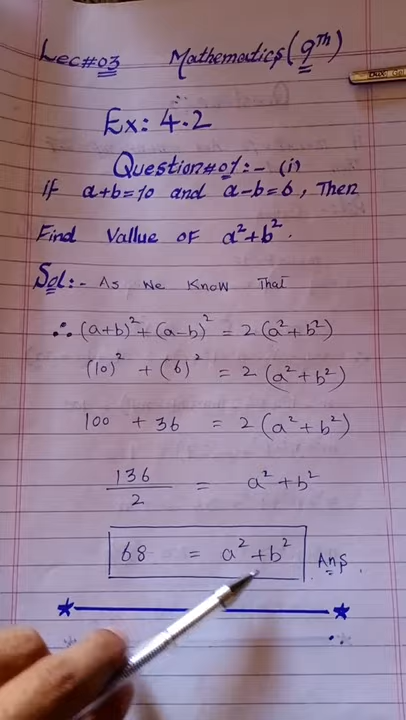 Lec#03 Mathematics(9Th)
Ex: 4.2
Question#01:- (i)
if a+b=10 and a-b=6, Then
Find Vallue of a²+b².
Sol:- As We Know That
∴ (a+b)²+(a-b)² = 2(a²+b²)
(10)² + (6)² = 2(a²+b²)
100 + 36 = 2(a²+b²)
136/2 = a²+b²
68 = a²+b² Ans.